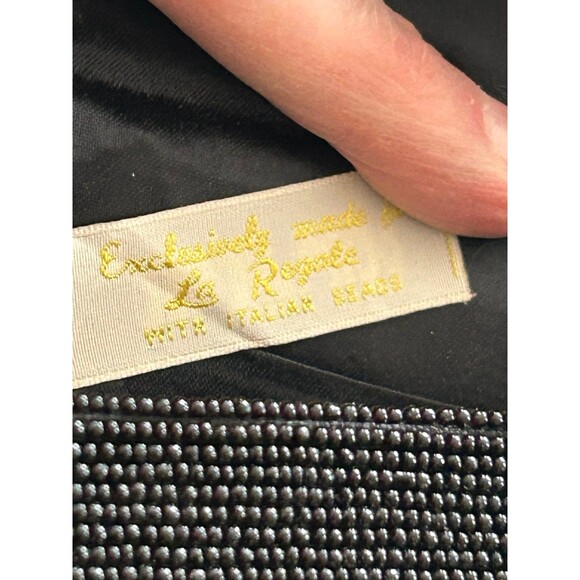 Exclusively made
La Regale
WITH ITALIAN BEADS